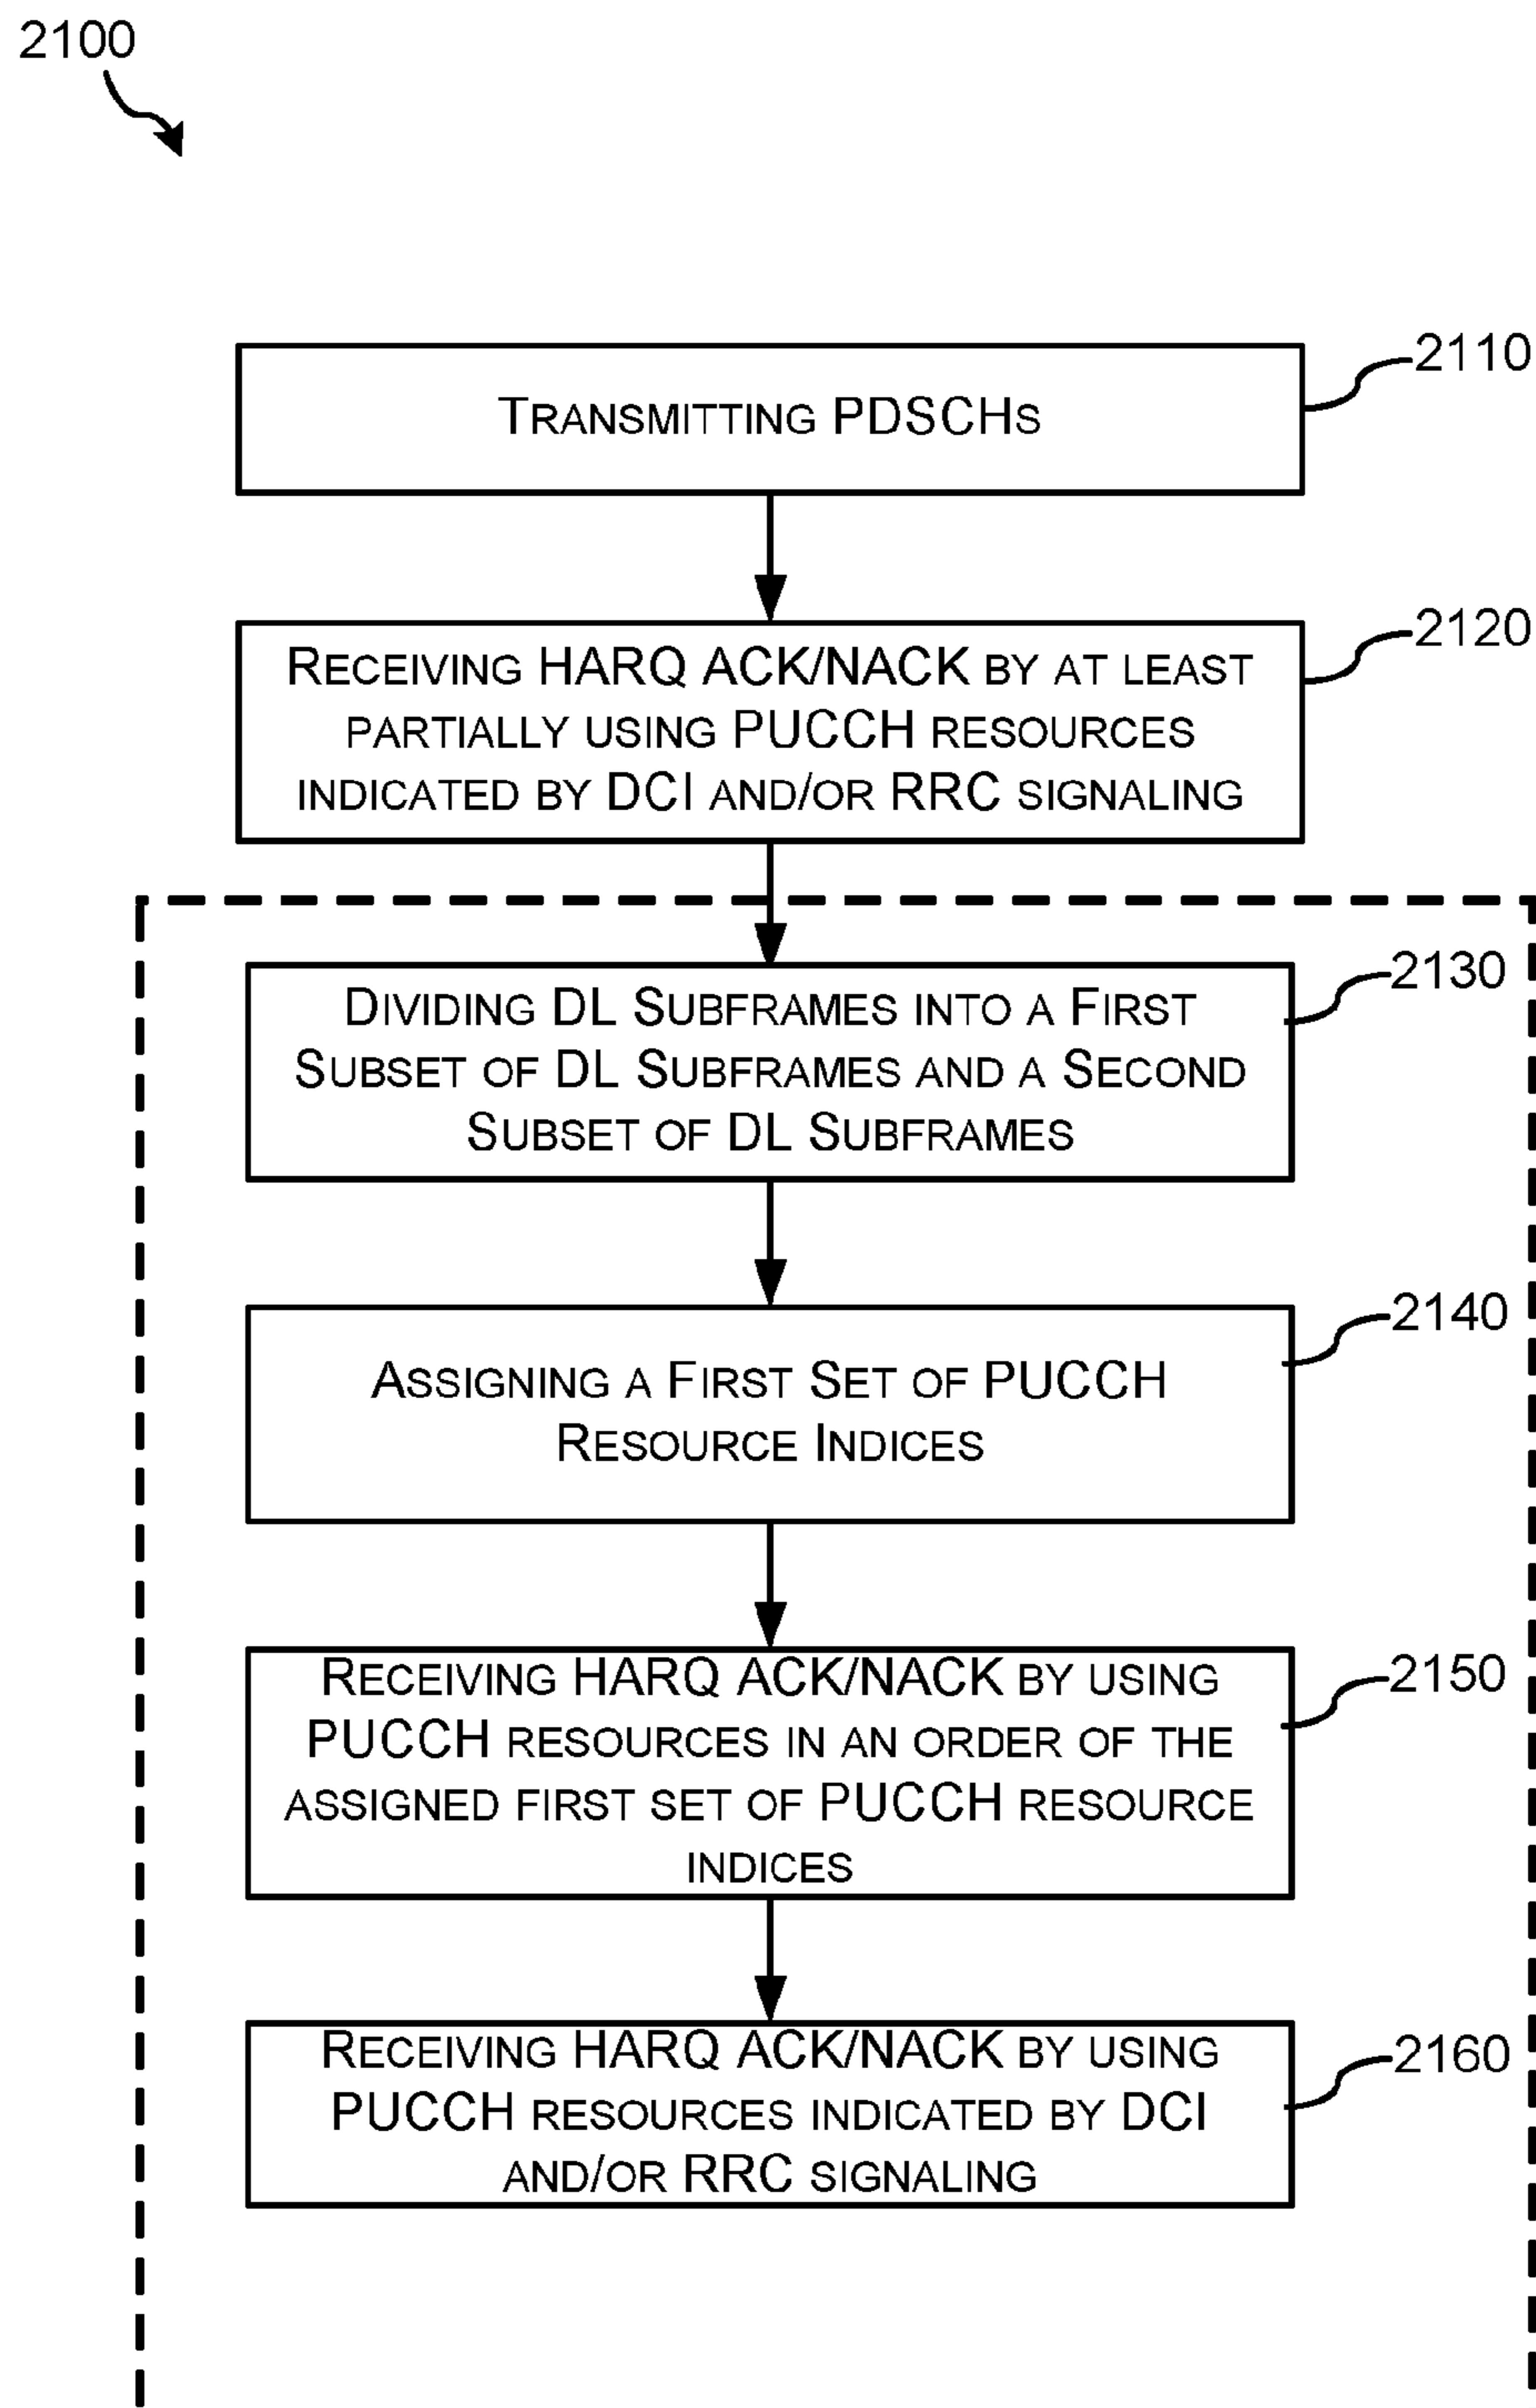 2100
TRANSMITTING PDSCHS
2110
RECEIVING HARQ ACK/NACK BY AT LEAST
PARTIALLY USING PUCCH RESOURCES
INDICATED BY DCI AND/OR RRC SIGNALING
2120
DIVIDING DL SUBFRAMES INTO A FIRST
SUBSET OF DL SUBFRAMES AND A SECOND
SUBSET OF DL SUBFRAMES
2130
ASSIGNING A FIRST SET OF PUCCH
RESOURCE INDICES
2140
RECEIVING HARQ ACK/NACK BY USING
PUCCH RESOURCES IN AN ORDER OF THE
ASSIGNED FIRST SET OF PUCCH RESOURCE
INDICES
2150
RECEIVING HARQ ACK/NACK BY USING
PUCCH RESOURCES INDICATED BY DCI
AND/OR RRC SIGNALING
2160